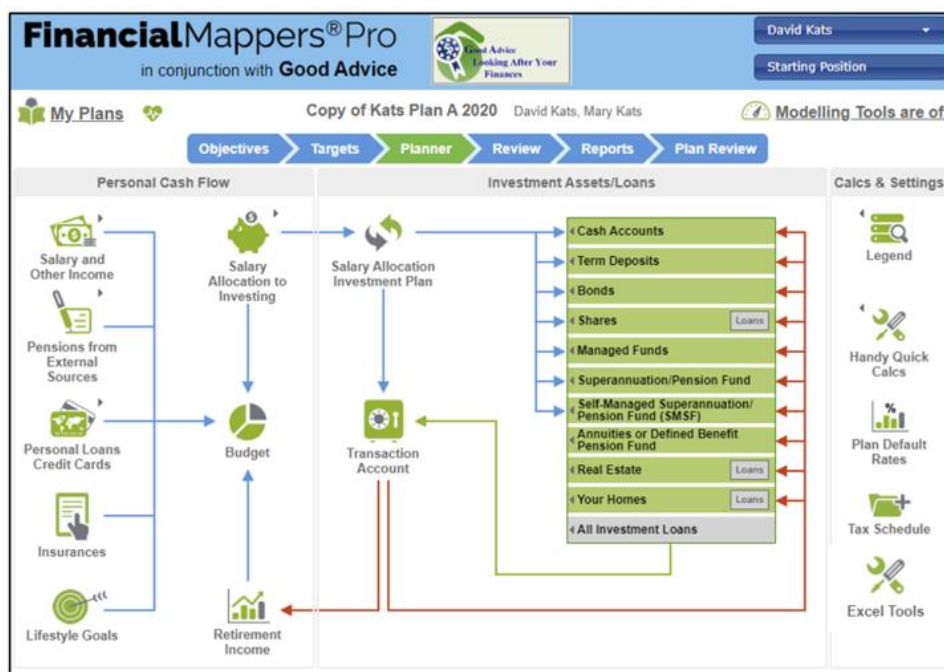 FinancialMappers®Pro
in conjunction with Good Advice
Good Advice
Looking After Your
Finances
David Kats
Starting Position
My Plans
Copy of Kats Plan A 2020 David Kats, Mary Kats
Modelling Tools are of
Objectives Targets Planner Review Reports Plan Review
Personal Cash Flow
Salary and
Other Income
Salary
Allocation to
Investing
Pensions from
External
Sources
Personal Loans
Credit Cards
Budget
Insurances
Lifestyle Goals
Retirement
Income
Investment Assets/Loans
Salary Allocation
Investment Plan
Transaction
Account
Cash Accounts
Term Deposits
Bonds
Shares Loans
Managed Funds
Superannuation/Pension Fund
Self-Managed Superannuation/
Pension Fund (SMSF)
Annuities or Defined Benefit
Pension Fund
Real Estate Loans
Your Homes Loans
All Investment Loans
Calcs & Settings
Legend
Handy Quick
Calcs
%
Plan Default
Rates
Tax Schedule
Excel Tools